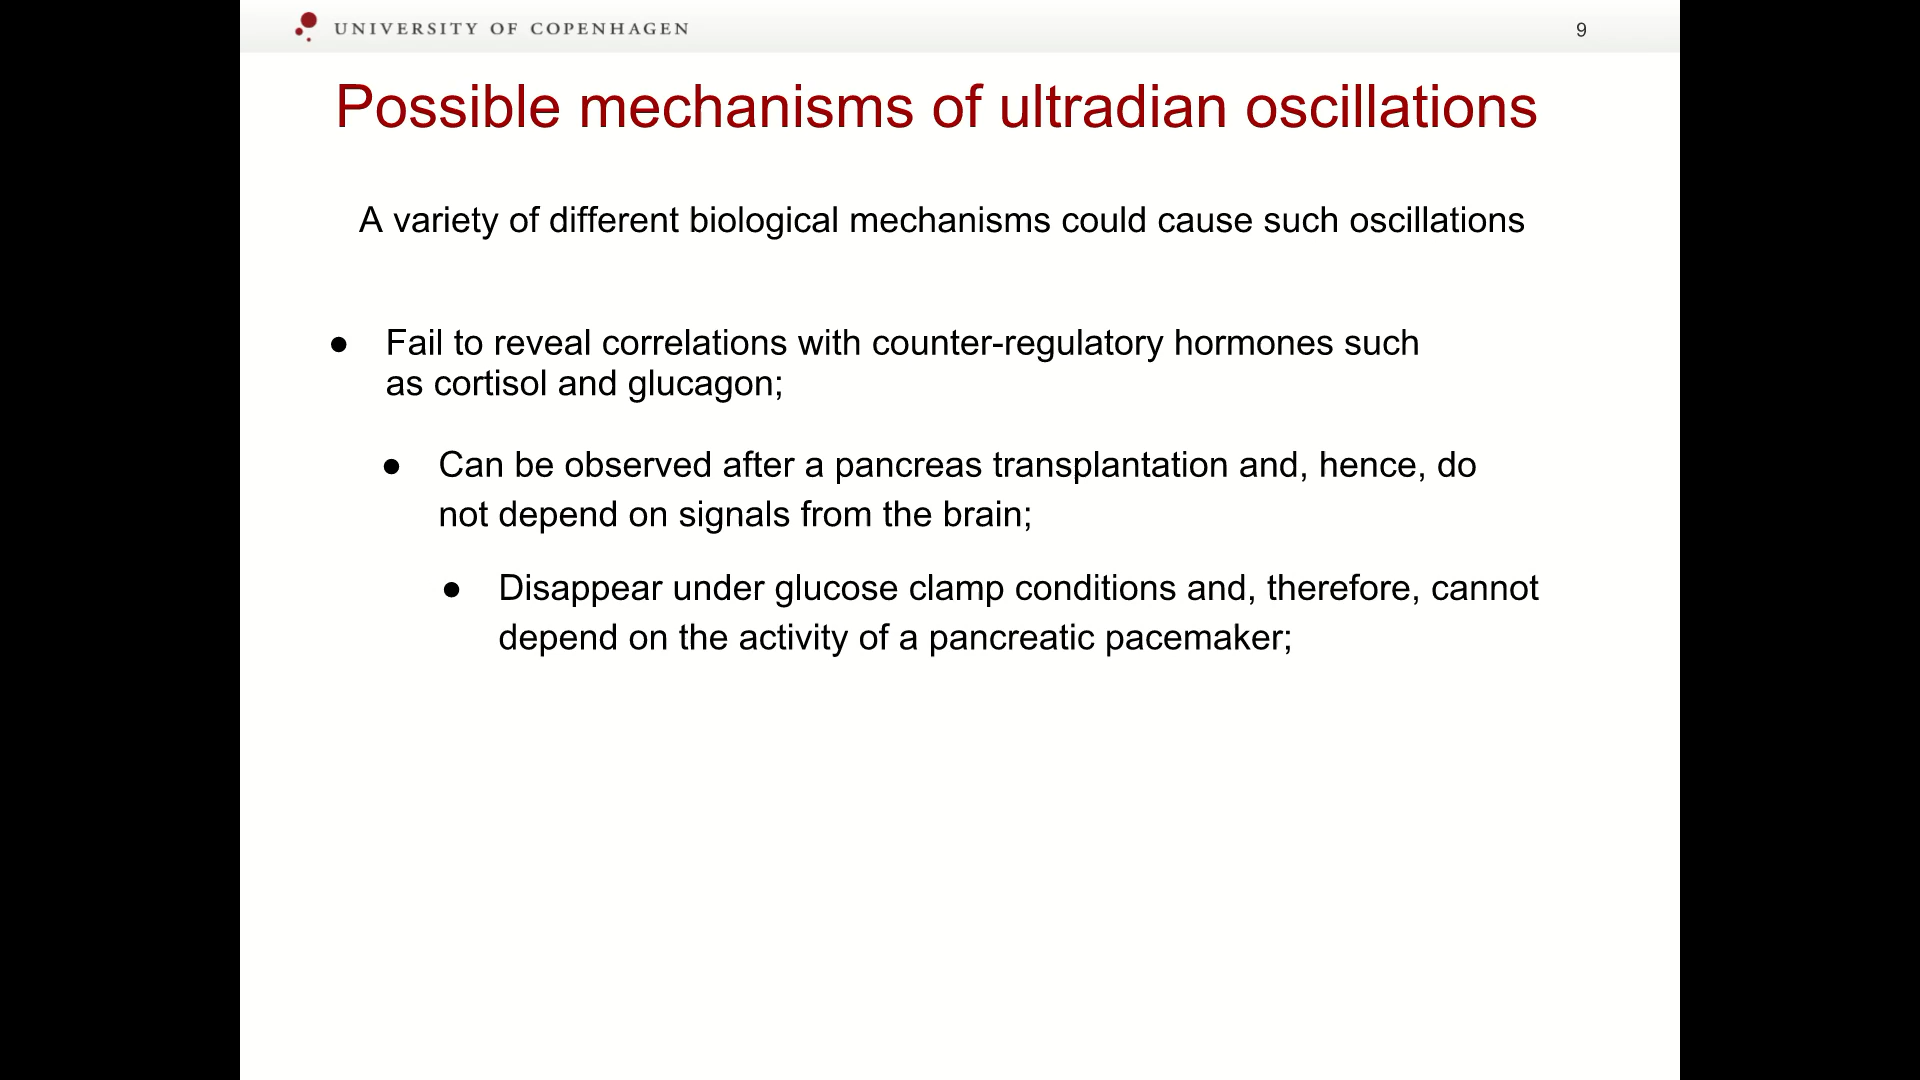 UNIVERSITY OF COPENHAGEN
9
Possible mechanisms of ultradian oscillations
A variety of different biological mechanisms could cause such oscillations
● Fail to reveal correlations with counter-regulatory hormones such
as cortisol and glucagon;
● Can be observed after a pancreas transplantation and, hence, do
not depend on signals from the brain;
● Disappear under glucose clamp conditions and, therefore, cannot
depend on the activity of a pancreatic pacemaker;